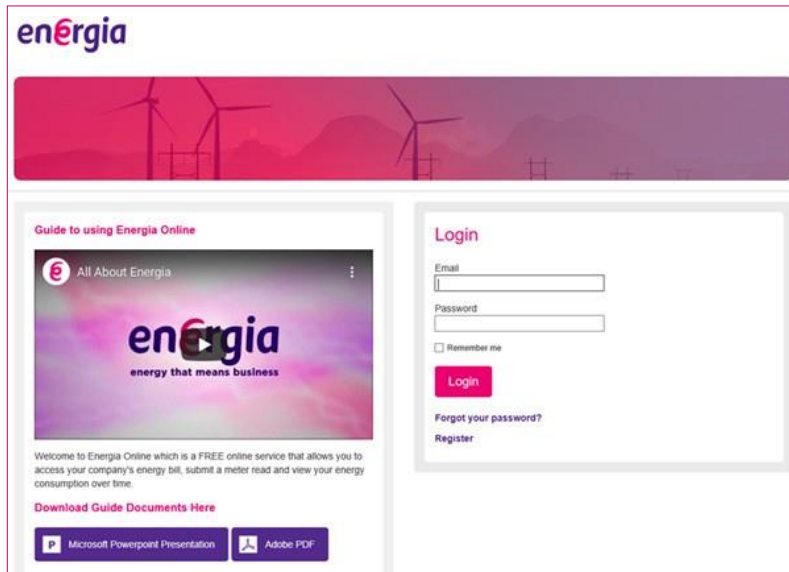 energia
Guide to using Energia Online
All About Energia
energia
energy that means business
Welcome to Energia Online which is a FREE online service that allows you to
access your company's energy bill, submit a meter read and view your energy
consumption over time.
Download Guide Documents Here
Microsoft Powerpoint Presentation
Adobe PDF
Login
Email
Password
Remember me
Login
Forgot your password?
Register